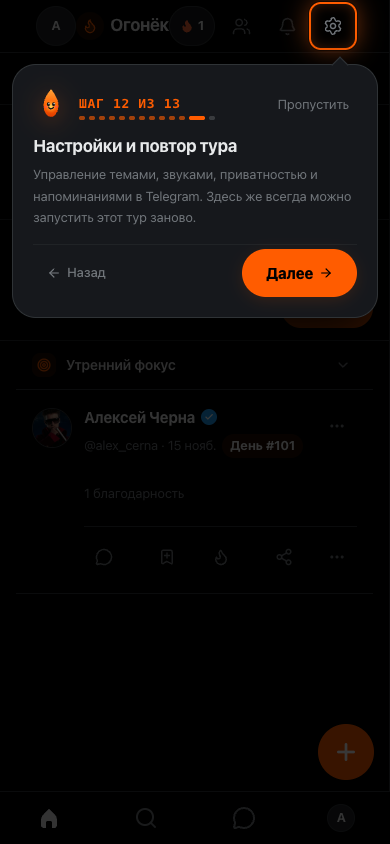 A
Огонёк
1
ШАГ 12 ИЗ 13
Пропустить
Настройки и повтор тура
Управление темами, звуками, приватностью и
напоминаниями в Telegram. Здесь же всегда можно
запустить этот тур заново.
Назад
Далее
Утренний фокус
Алексей Черна
@alex_cerna · 15 нояб.
День #101
1 благодарность
A